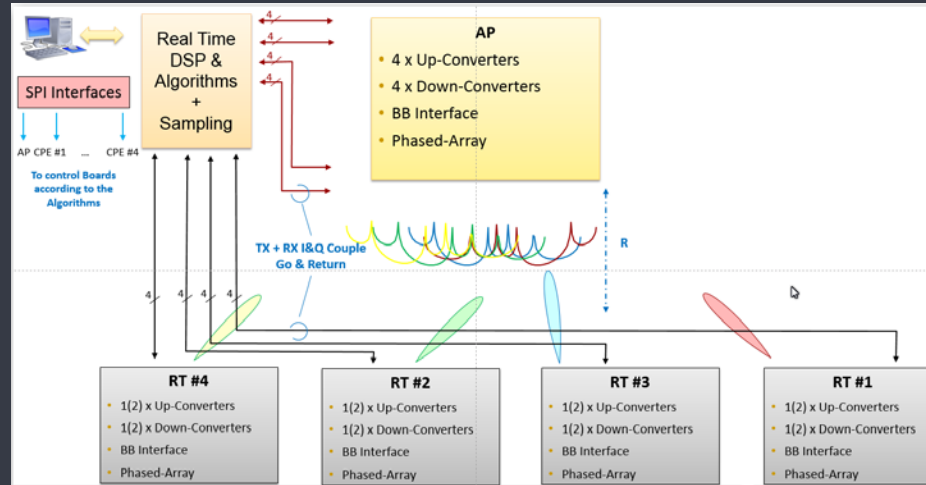 Real Time
DSP &
Algorithms
+
Sampling
SPI Interfaces
AP CPE #1 ... CPE #4
To control Boards
according to the
Algorithms
4
4
4
4
AP
• 4 x Up-Converters
• 4 x Down-Converters
• BB Interface
• Phased-Array
TX + RX I&Q Couple
Go & Return
R
4
4
4
4
RT #4
• 1(2) x Up-Converters
• 1(2) x Down-Converters
• BB Interface
• Phased-Array
RT #2
• 1(2) x Up-Converters
• 1(2) x Down-Converters
• BB Interface
• Phased-Array
RT #3
• 1(2) x Up-Converters
• 1(2) x Down-Converters
• BB Interface
• Phased-Array
RT #1
• 1(2) x Up-Converters
• 1(2) x Down-Converters
• BB Interface
• Phased-Array